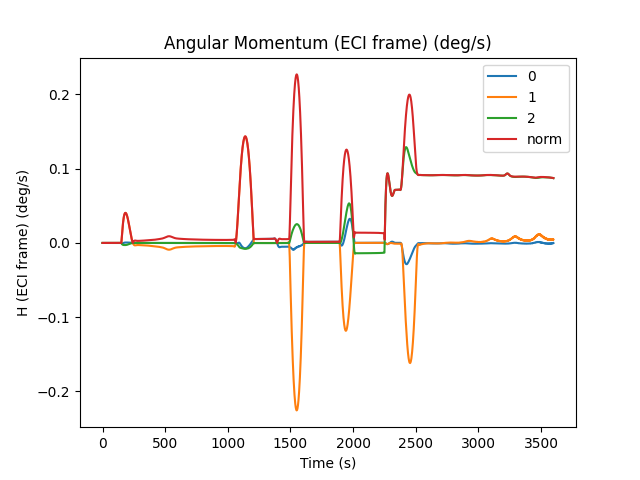 Angular Momentum (ECI frame) (deg/s)
H (ECI frame) (deg/s)
0.2
0.1
0.0
−0.1
−0.2
0
1
2
norm
0 500 1000 1500 2000 2500 3000 3500
Time (s)